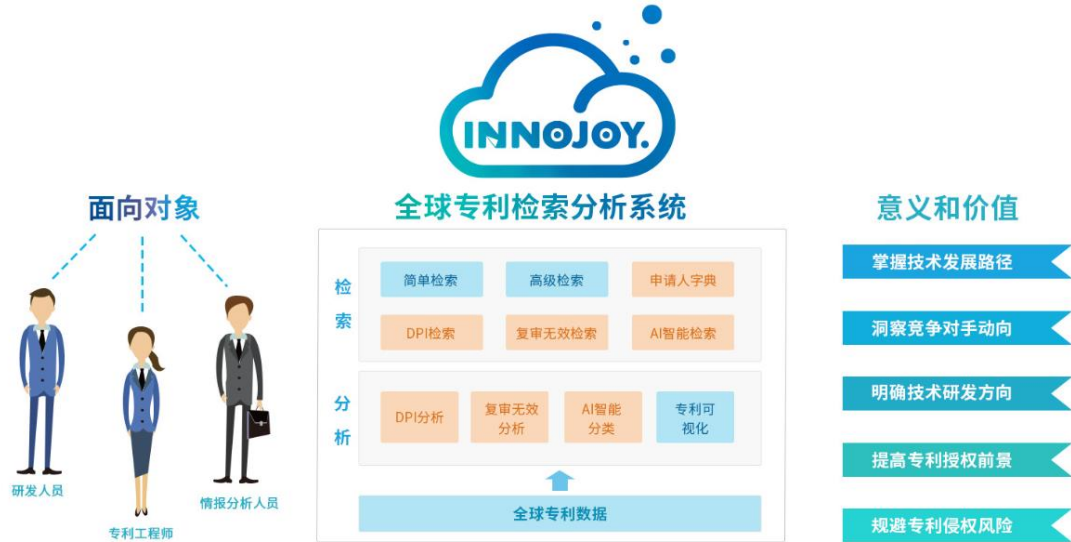 INNOJOY.
面向对象
全球专利检索分析系统
意义和价值
研发人员
专利工程师
情报分析人员
检索
简单检索
高级检索
申请人字典
DPI检索
复审无效检索
AI智能检索
分析
DPI分析
复审无效
分析
AI智能
分类
专利可
视化
全球专利数据
掌握技术发展路径
洞察竞争对手动向
明确技术研发方向
提高专利授权前景
规避专利侵权风险